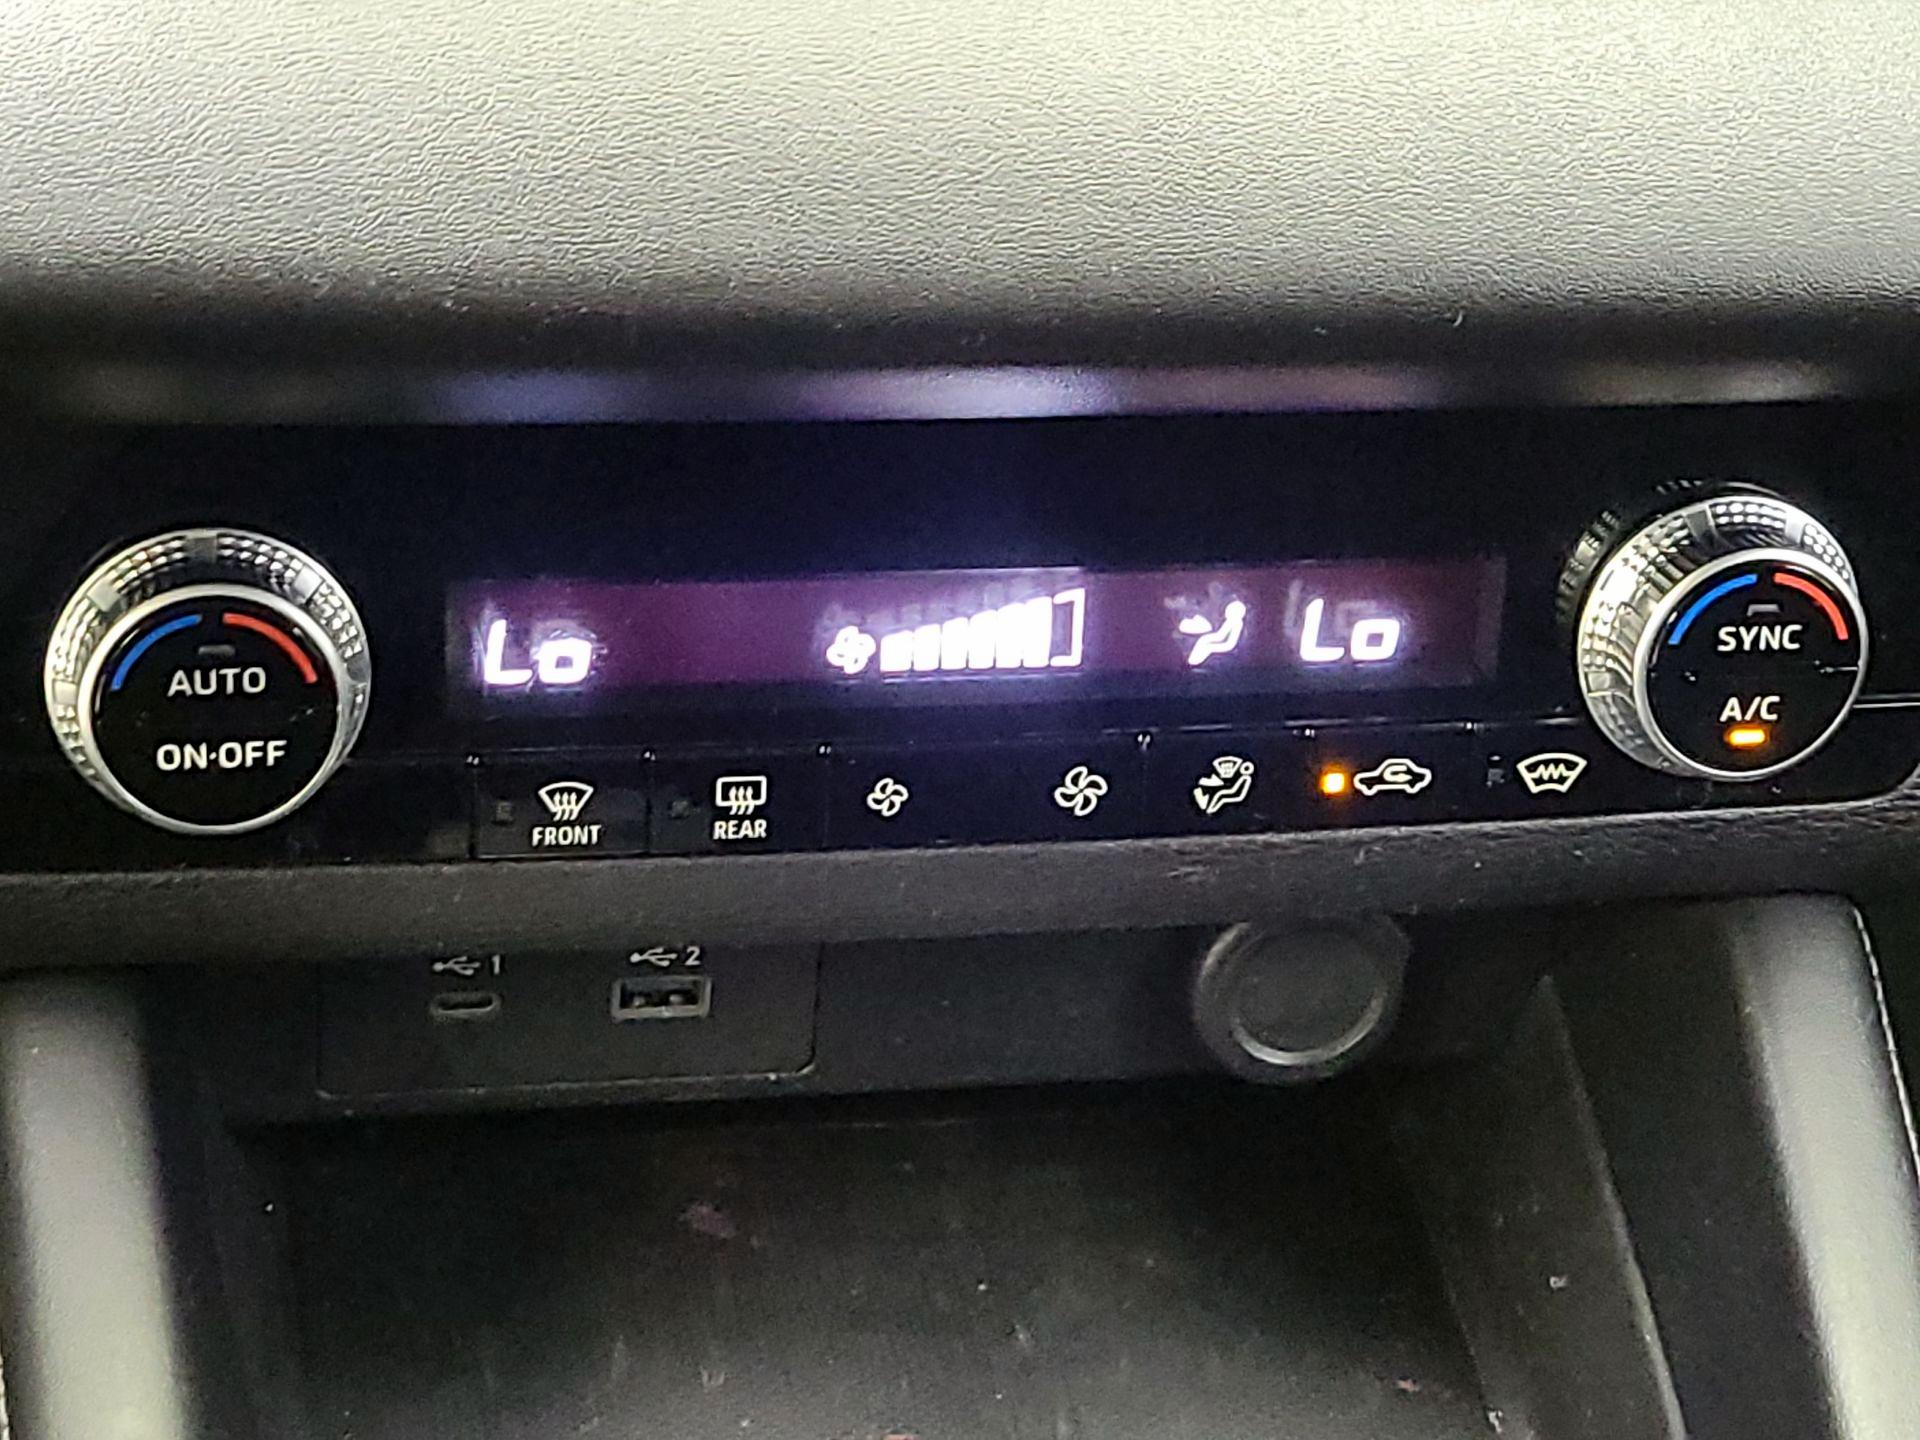 Lo
Lo
AUTO
ON·OFF
SYNC
A/C
FRONT
REAR
1
2